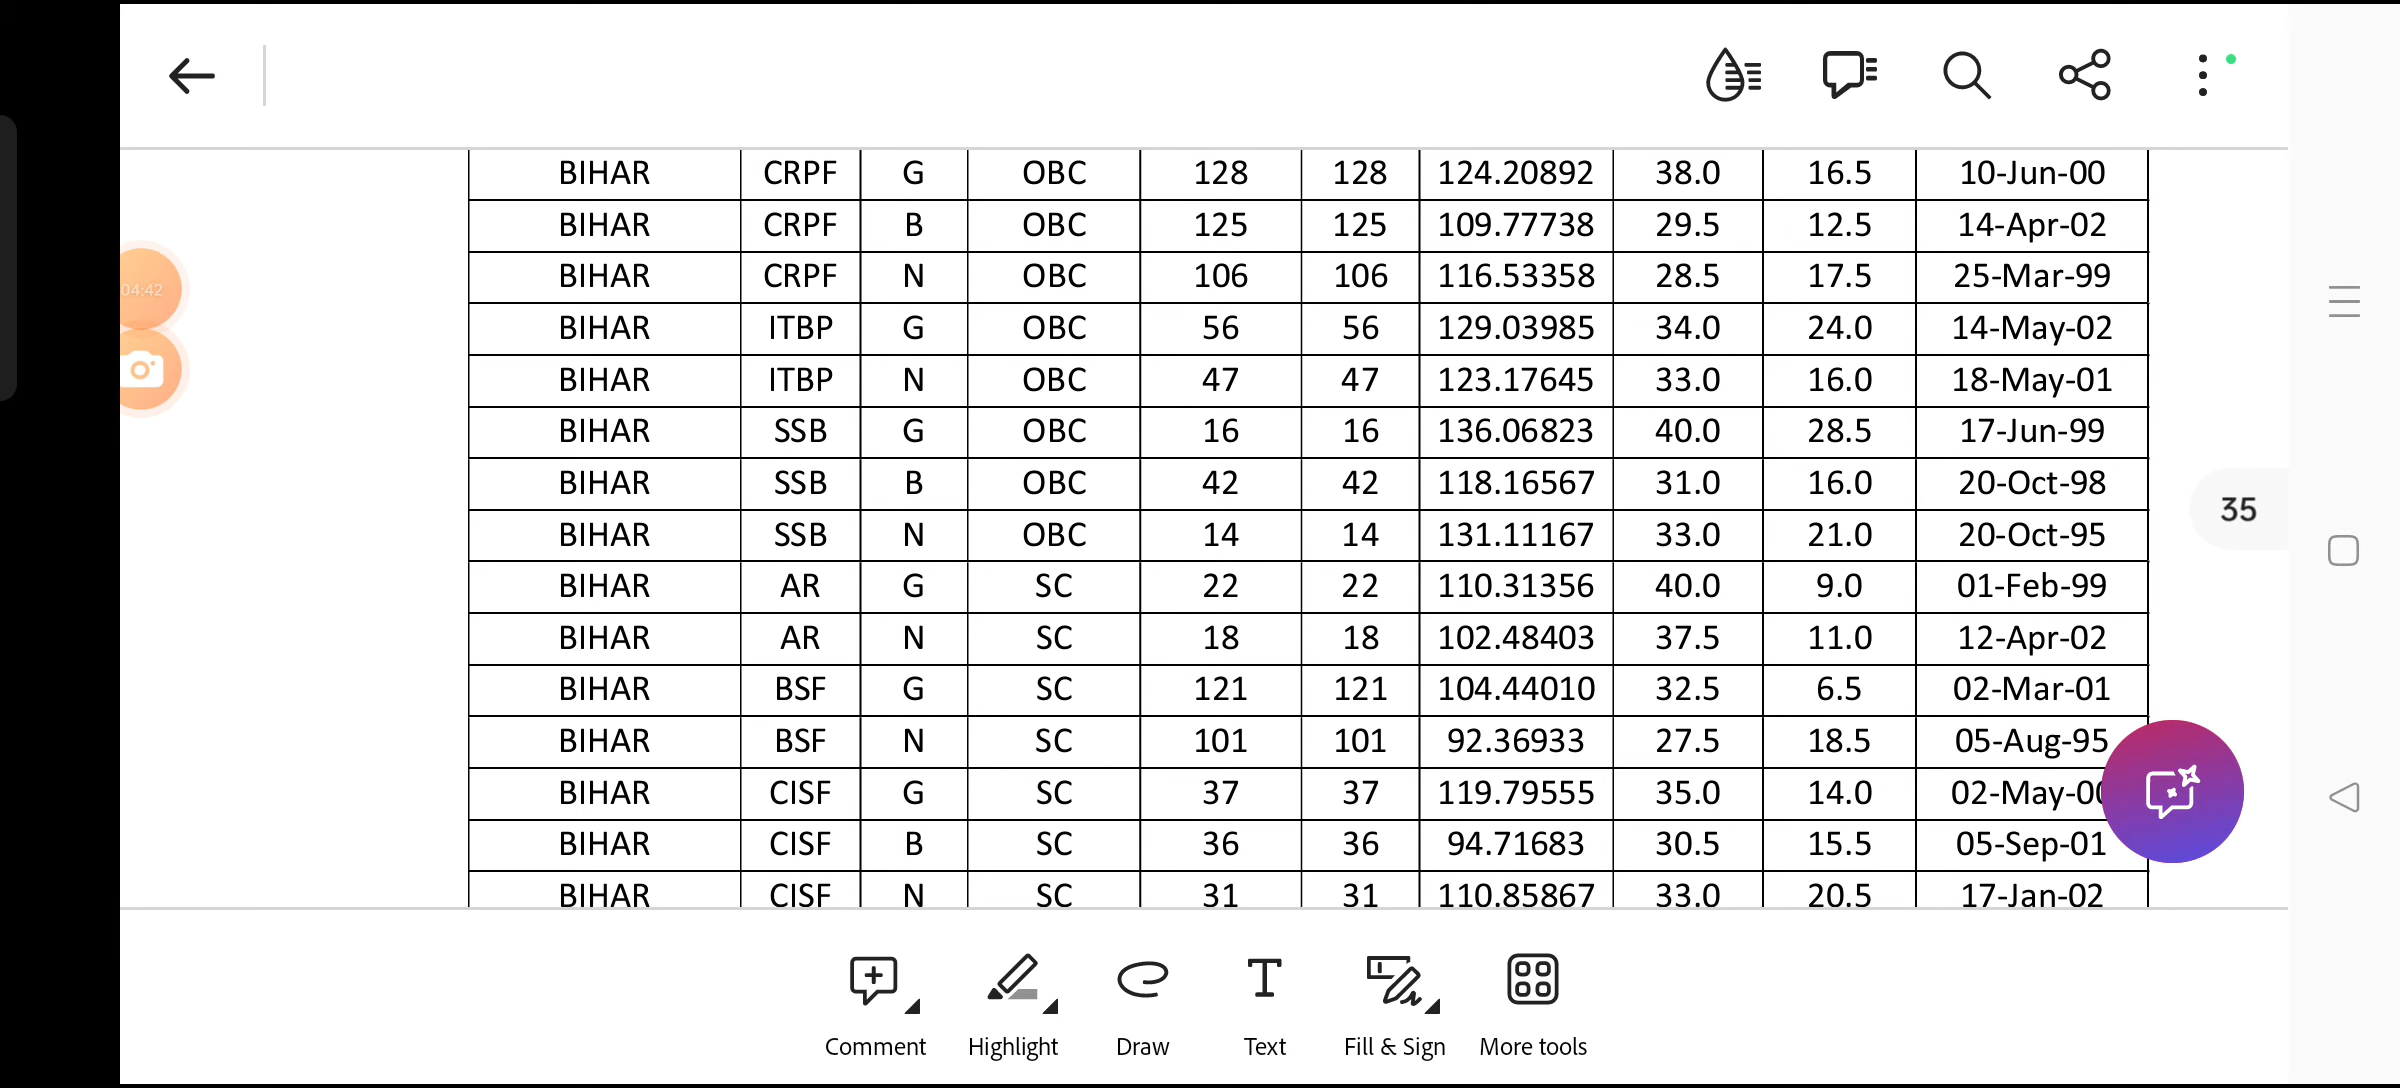 BIHAR CRPF G OBC 128 128 124.20892 38.0 16.5 10-Jun-00
BIHAR CRPF B OBC 125 125 109.77738 29.5 12.5 14-Apr-02
BIHAR CRPF N OBC 106 106 116.53358 28.5 17.5 25-Mar-99
04:42
BIHAR ITBP G OBC 56 56 129.03985 34.0 24.0 14-May-02
BIHAR ITBP N OBC 47 47 123.17645 33.0 16.0 18-May-01
BIHAR SSB G OBC 16 16 136.06823 40.0 28.5 17-Jun-99
BIHAR SSB B OBC 42 42 118.16567 31.0 16.0 20-Oct-98
35
BIHAR SSB N OBC 14 14 131.11167 33.0 21.0 20-Oct-95
BIHAR AR G SC 22 22 110.31356 40.0 9.0 01-Feb-99
BIHAR AR N SC 18 18 102.48403 37.5 11.0 12-Apr-02
BIHAR BSF G SC 121 121 104.44010 32.5 6.5 02-Mar-01
BIHAR BSF N SC 101 101 92.36933 27.5 18.5 05-Aug-95
BIHAR CISF G SC 37 37 119.79555 35.0 14.0 02-May-00
BIHAR CISF B SC 36 36 94.71683 30.5 15.5 05-Sep-01
BIHAR CISF N SC 31 31 110.85867 33.0 20.5 17-Jan-02
Comment Highlight Draw Text Fill & Sign More tools